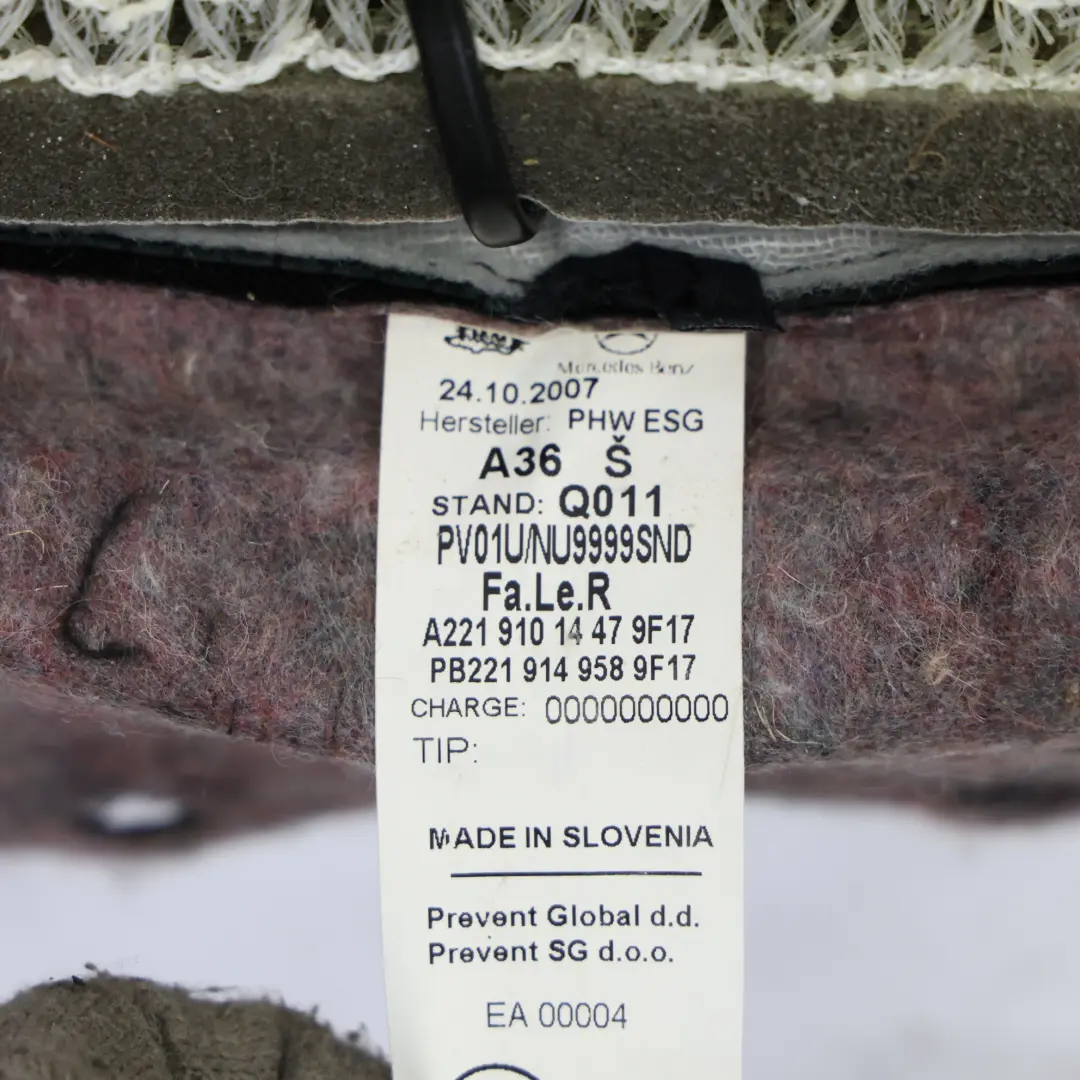 Mercedes Benz
24.10.2007
Hersteller: PHW ESG
A36 Š
STAND: Q011
PV01U/NU9999SND
Fa.Le.R
A221 910 14 47 9F17
PB221 914 958 9F17
CHARGE: 0000000000
TIP:
MADE IN SLOVENIA
Prevent Global d.d.
Prevent SG d.o.o.
EA 00004